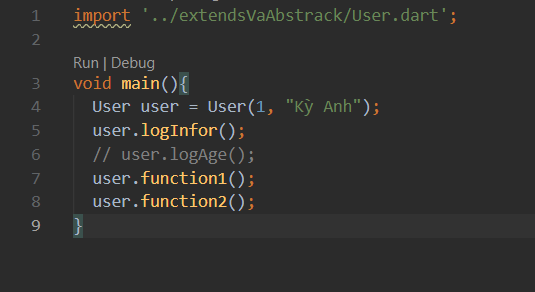 1 import '../extendsVaAbstrack/User.dart';
2
Run | Debug
3 void main(){
4 User user = User(1, "Kỳ Anh");
5 user.logInfor();
6 // user.logAge();
7 user.function1();
8 user.function2();
9 }